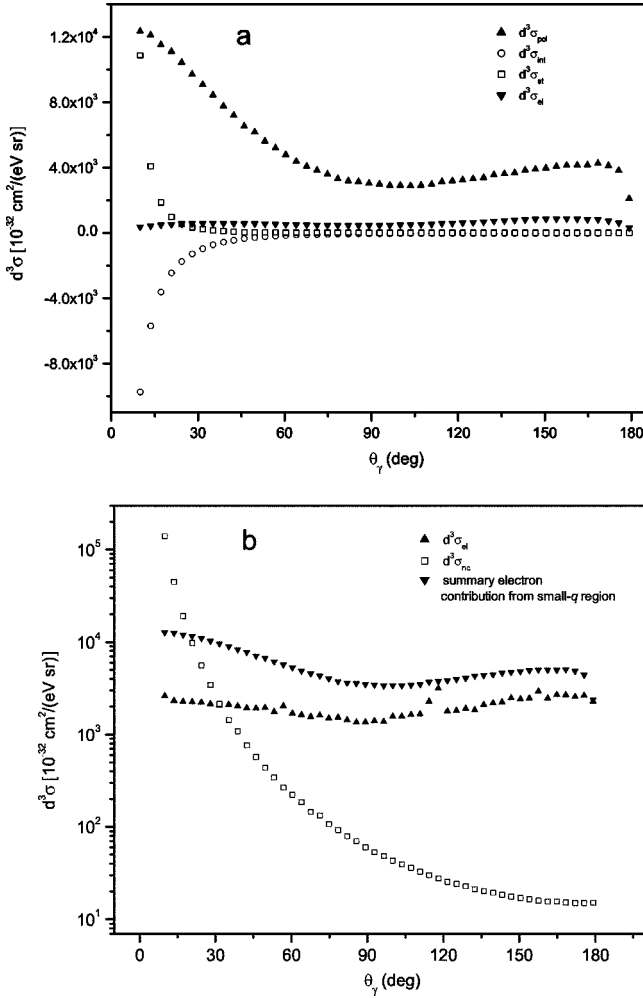 a
d³σpol
d³σint
d³σst
d³σel
1.2x10⁴
8.0x10³
4.0x10³
0.0
-4.0x10³
-8.0x10³
d³σ [10⁻³² cm²/(eV sr)]
0 30 60 90 120 150 180
θγ (deg)
b
d³σel
d³σnc
summary electron
contribution from small-q region
10⁵
10⁴
10³
10²
10¹
d³σ [10⁻³² cm²/(eV sr)]
0 30 60 90 120 150 180
θγ (deg)